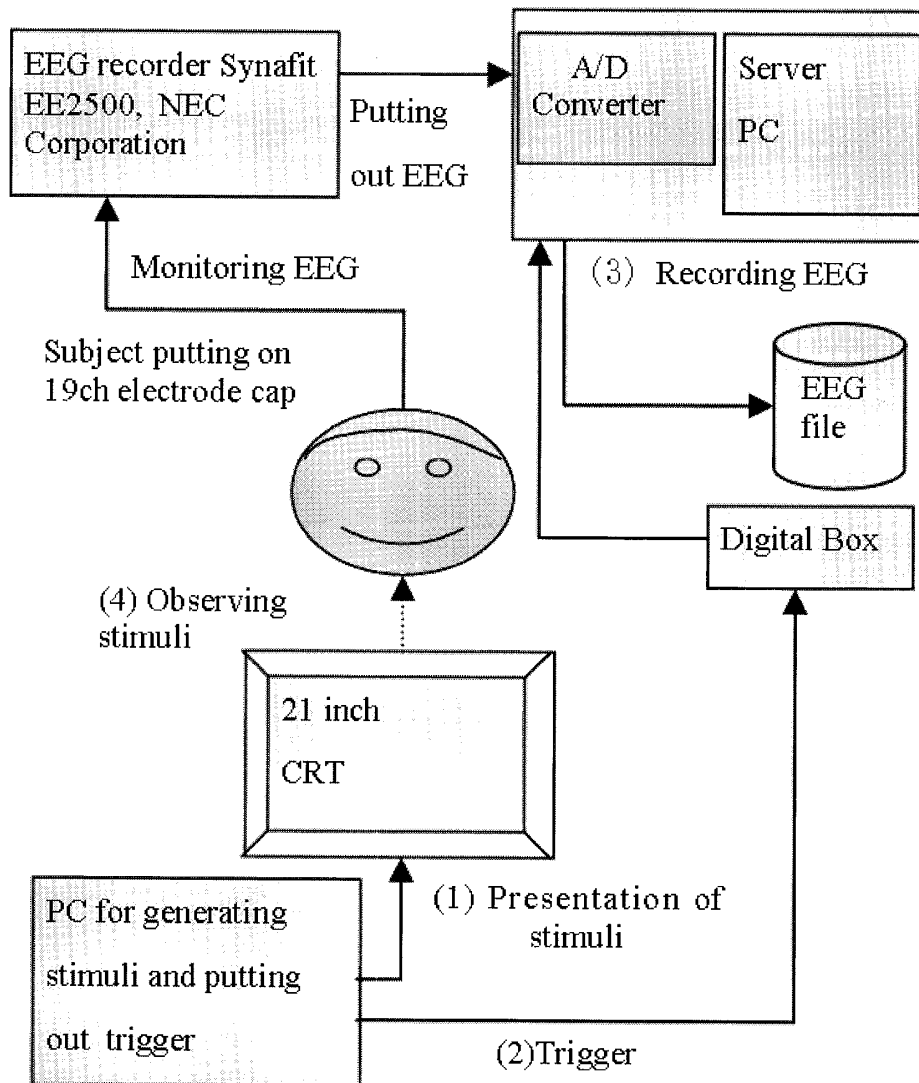 EEG recorder Synafit
EE2500, NEC
Corporation
Putting
out EEG
A/D
Converter
Server
PC
Monitoring EEG
(3) Recording EEG
Subject putting on
19ch electrode cap
EEG
file
Digital Box
(4) Observing
stimuli
21 inch
CRT
(1) Presentation of
stimuli
PC for generating
stimuli and putting
out trigger
(2)Trigger